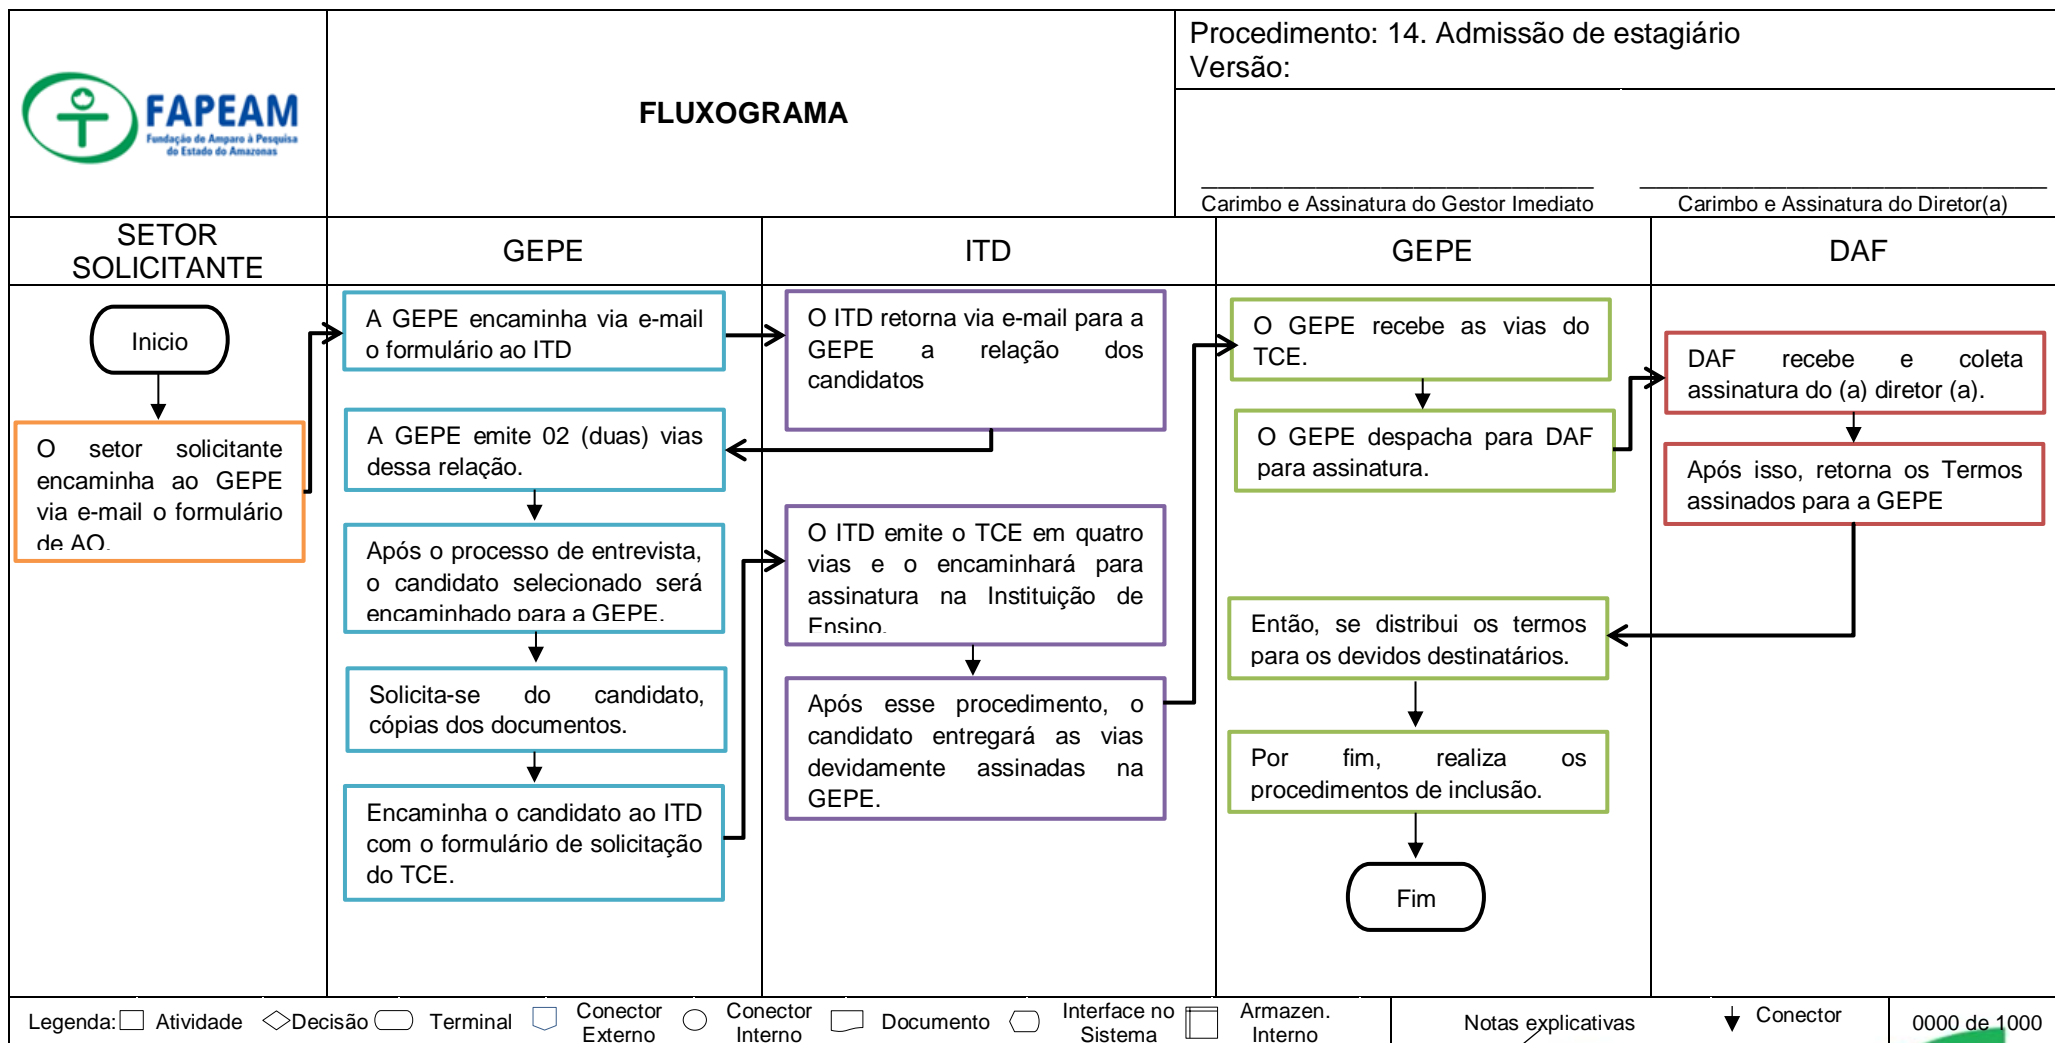 FAPEAM
Fundação de Amparo à Pesquisa
do Estado do Amazonas
FLUXOGRAMA
Procedimento: 14. Admissão de estagiário
Versão:
Carimbo e Assinatura do Gestor Imediato
Carimbo e Assinatura do Diretor(a)
SETOR
SOLICITANTE
GEPE
ITD
GEPE
DAF
Inicio
O setor solicitante
encaminha ao GEPE
via e-mail o formulário
de AO.
A GEPE encaminha via e-mail
o formulário ao ITD
A GEPE emite 02 (duas) vias
dessa relação.
Após o processo de entrevista,
o candidato selecionado será
encaminhado para a GEPE.
Solicita-se do candidato,
cópias dos documentos.
Encaminha o candidato ao ITD
com o formulário de solicitação
do TCE.
O ITD retorna via e-mail para a
GEPE a relação dos
candidatos
O ITD emite o TCE em quatro
vias e o encaminhará para
assinatura na Instituição de
Ensino.
Após esse procedimento, o
candidato entregará as vias
devidamente assinadas na
GEPE.
O GEPE recebe as vias do
TCE.
O GEPE despacha para DAF
para assinatura.
Então, se distribui os termos
para os devidos destinatários.
Por fim, realiza os
procedimentos de inclusão.
Fim
DAF recebe e coleta
assinatura do (a) diretor (a).
Após isso, retorna os Termos
assinados para a GEPE
Legenda:
Atividade
Decisão
Terminal
Conector
Externo
Conector
Interno
Documento
Interface no
Sistema
Armazen.
Interno
Notas explicativas
Conector
0000 de 1000